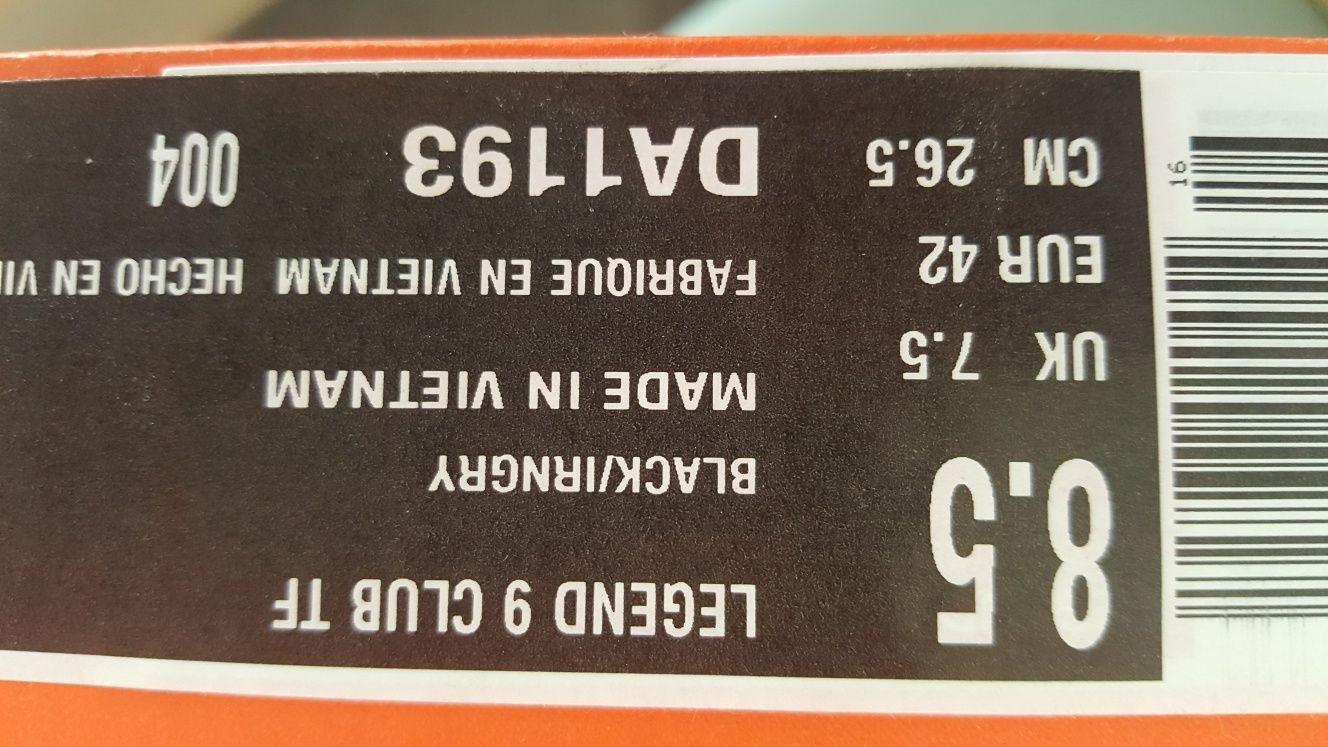 LEGEND 9 CLUB TF
BLACK/IRNGRY
MADE IN VIETNAM
FABRIQUE EN VIETNAM HECHO EN VI
DA1193 004
8.5
UK 7.5
EUR 42
CM 26.5
16